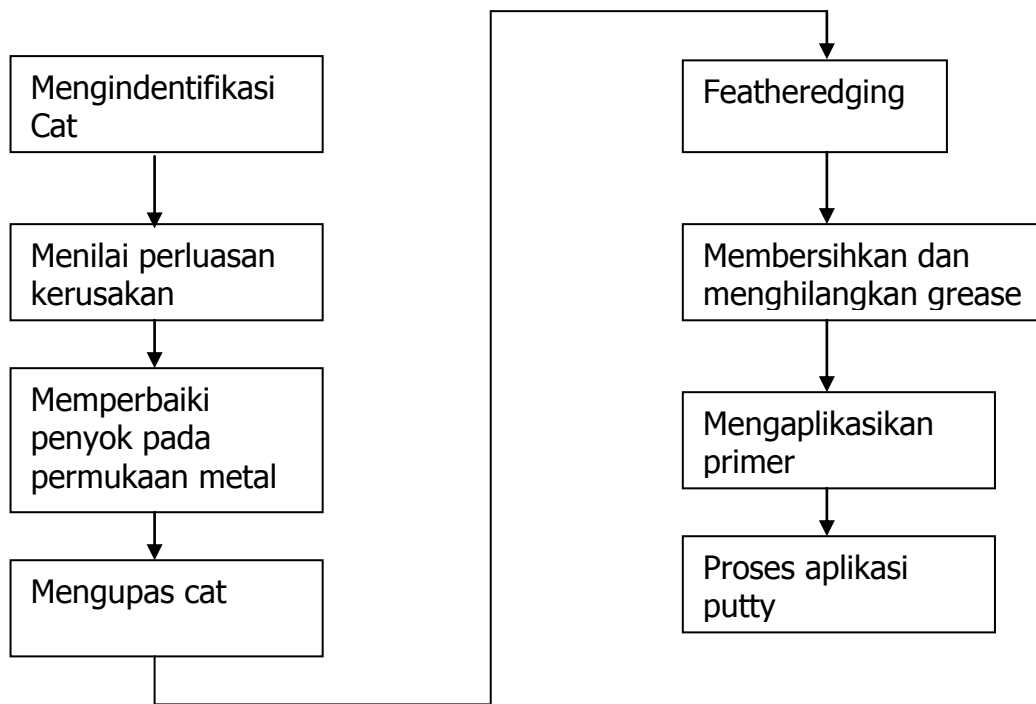 Mengindentifikasi
Cat
Menilai perluasan
kerusakan
Memperbaiki
penyok pada
permukaan metal
Mengupas cat
Featheredging
Membersihkan dan
menghilangkan grease
Mengaplikasikan
primer
Proses aplikasi
putty